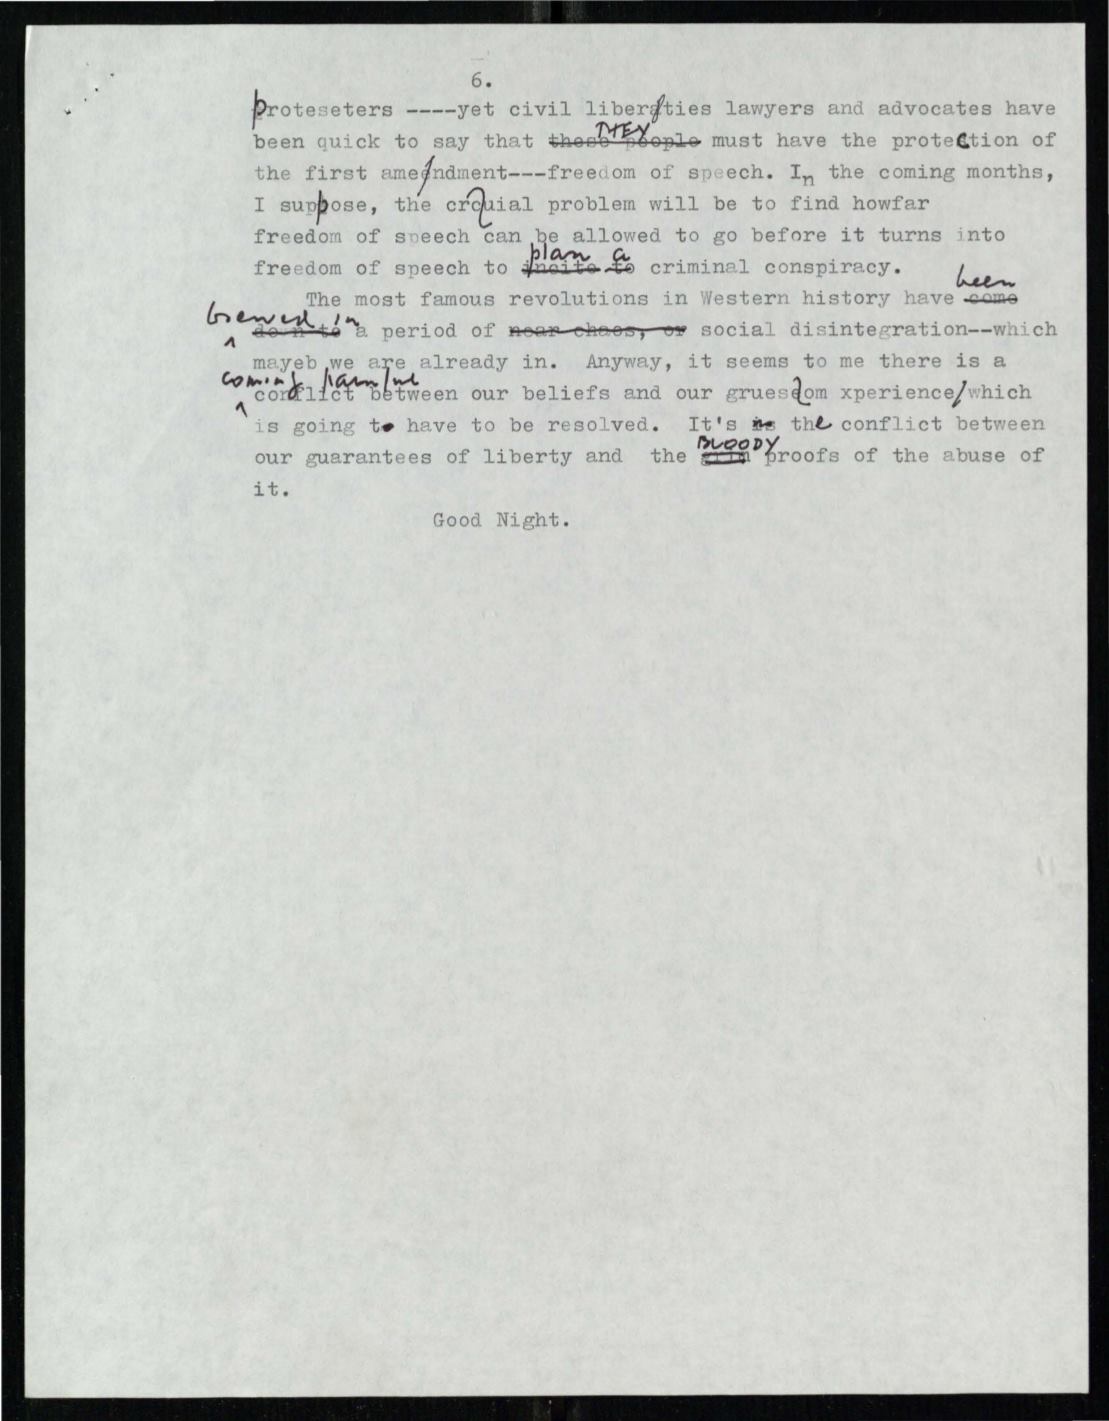 6.
proteseters ----yet civil liberties lawyers and advocates have
THEY
been quick to say that these people must have the protection of
the first amendment---freedom of speech. In the coming months,
I suppose, the crquial problem will be to find howfar
freedom of speech can be allowed to go before it turns into
plan a
freedom of speech to incite to criminal conspiracy.
been
The most famous revolutions in Western history have come
brewed in
do n to a period of near chaos, or social disintegration--which
mayeb we are already in. Anyway, it seems to me there is a
coming painful
conflict between our beliefs and our gruesom xperience/which
is going to have to be resolved. It's the conflict between
BLOODY
our guarantees of liberty and the grim proofs of the abuse of
it.
Good Night.